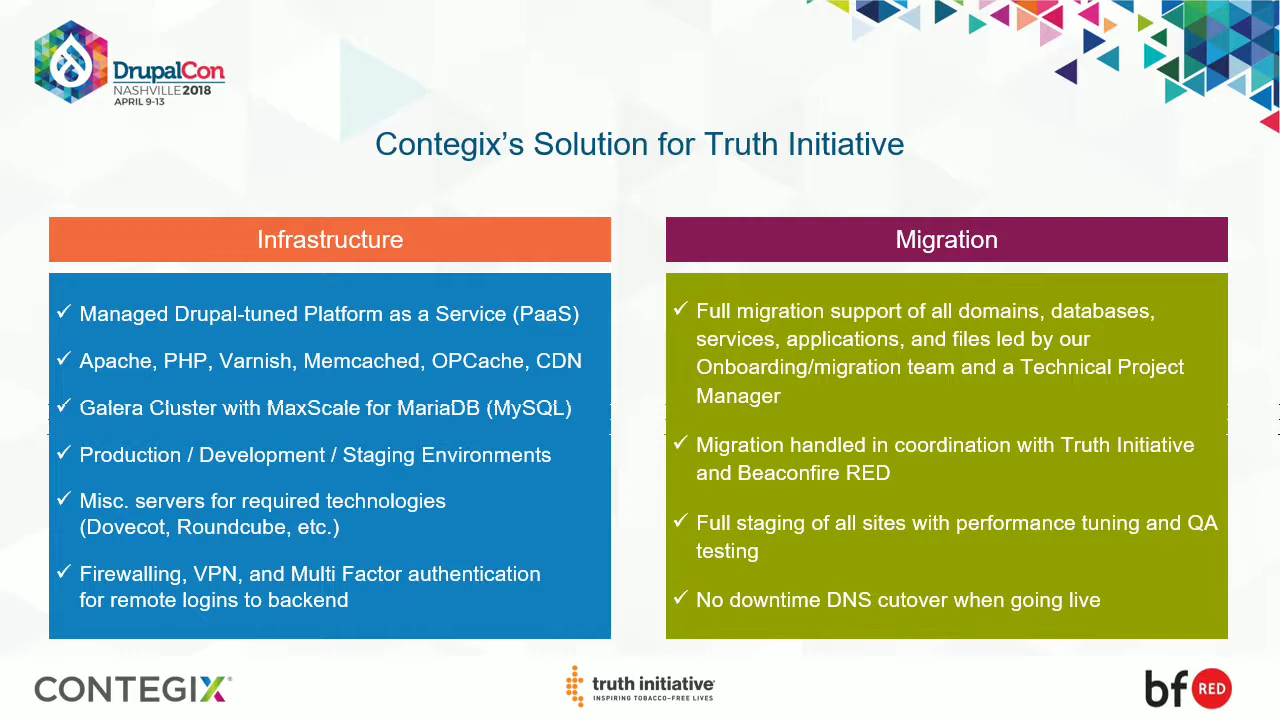 DrupalCon
NASHVILLE 2018
APRIL 9-13
Contegix's Solution for Truth Initiative
Infrastructure
✓ Managed Drupal-tuned Platform as a Service (PaaS)
✓ Apache, PHP, Varnish, Memcached, OPCache, CDN
✓ Galera Cluster with MaxScale for MariaDB (MySQL)
✓ Production / Development / Staging Environments
✓ Misc. servers for required technologies
(Dovecot, Roundcube, etc.)
✓ Firewalling, VPN, and Multi Factor authentication
for remote logins to backend
Migration
✓ Full migration support of all domains, databases,
services, applications, and files led by our
Onboarding/migration team and a Technical Project
Manager
✓ Migration handled in coordination with Truth Initiative
and Beaconfire RED
✓ Full staging of all sites with performance tuning and QA
testing
✓ No downtime DNS cutover when going live
CONTEGIX®
truth initiative
INSPIRING TOBACCO-FREE LIVES
bf RED